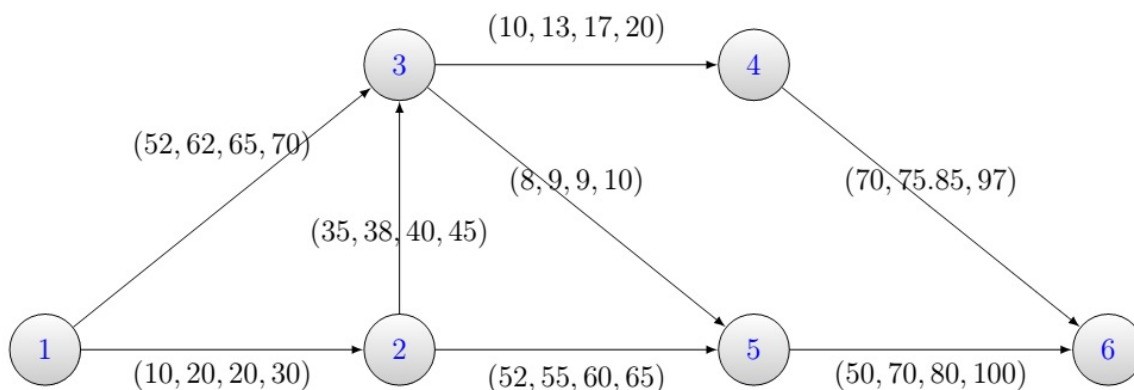 (10, 13, 17, 20)
3
4
(52, 62, 65, 70)
(8, 9, 9, 10)
(70, 75.85, 97)
(35, 38, 40, 45)
1
2
5
6
(10, 20, 20, 30)
(52, 55, 60, 65)
(50, 70, 80, 100)